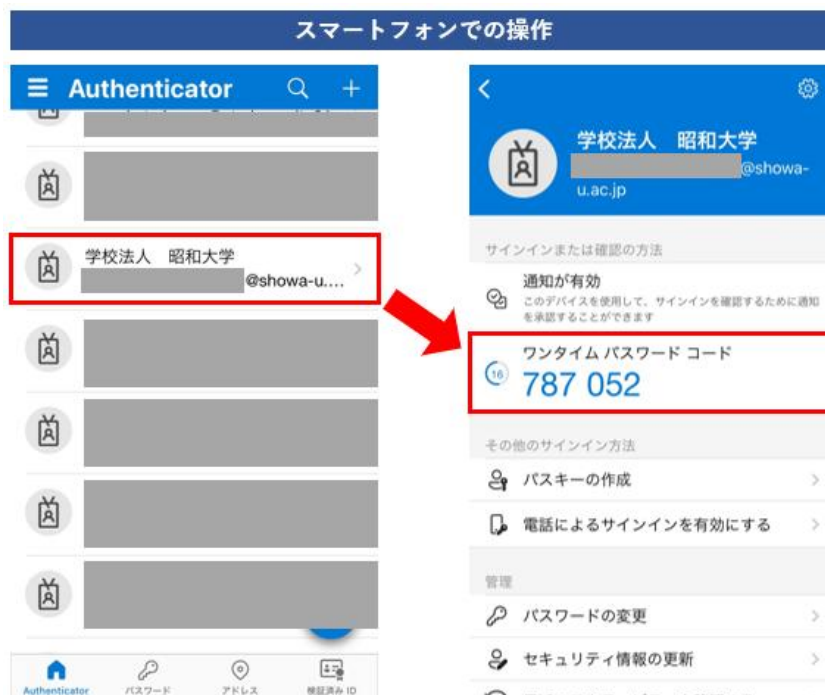 スマートフォンでの操作
Authenticator
学校法人 昭和大学
@showa-u....
Authenticator
パスワード
アドレス
検証済み ID
学校法人 昭和大学
@showa-
u.ac.jp
サインインまたは確認の方法
通知が有効
このデバイスを使用して、サインインを確認するために通知
を承認することができます
ワンタイム パスワード コード
16
787 052
その他のサインイン方法
パスキーの作成
電話によるサインインを有効にする
管理
パスワードの変更
セキュリティ情報の更新